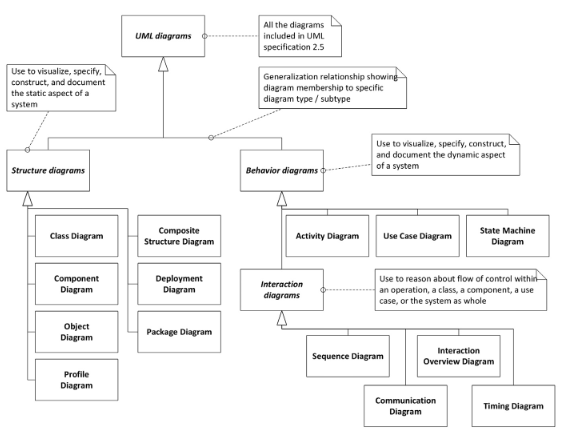 UML diagrams
All the diagrams
included in UML
specification 2.5
Use to visualize, specify,
construct, and document
the static aspect of a
system
Generalization relationship showing
diagram membership to specific
diagram type / subtype
Structure diagrams
Behavior diagrams
Use to visualize, specify, construct,
and document the dynamic aspect
of a system
Class Diagram
Composite
Structure Diagram
Component
Diagram
Deployment
Diagram
Object
Diagram
Package Diagram
Profile
Diagram
Activity Diagram
Use Case Diagram
State Machine
Diagram
Interaction
diagrams
Use to reason about flow of control within
an operation, a class, a component, a use
case, or the system as whole
Sequence Diagram
Interaction
Overview Diagram
Communication
Diagram
Timing Diagram